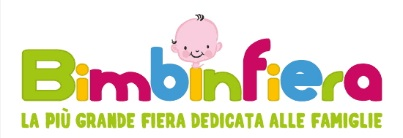 Bimbinfiera
LA PIÙ GRANDE FIERA DEDICATA ALLE FAMIGLIE